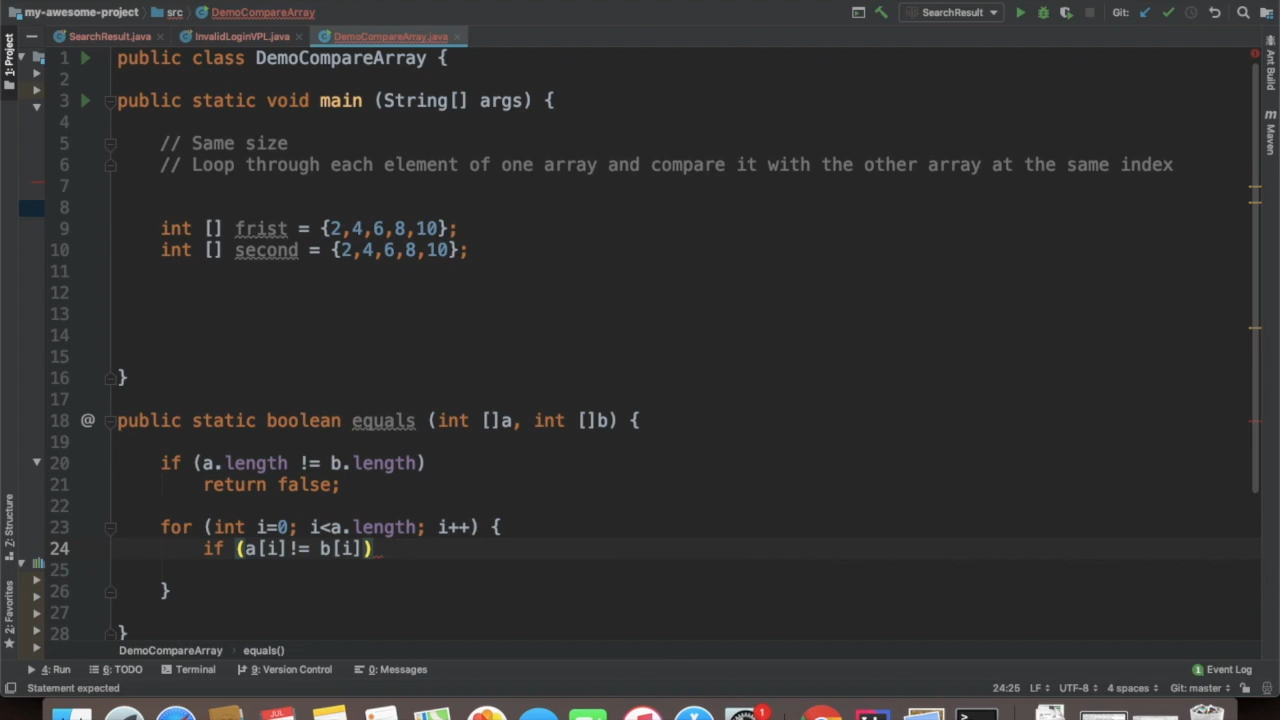 my-awesome-project src DemoCompareArray SearchResult Git:
1: Project SearchResult.java InvalidLoginVPL.java DemoCompareArray.java
1 public class DemoCompareArray {
2
3 public static void main (String[] args) {
4
5 // Same size
6 // Loop through each element of one array and compare it with the other array at the same index
7
8
9 int [] frist = {2,4,6,8,10};
10 int [] second = {2,4,6,8,10};
11
12
13
14
15
16 }
17
18 @ public static boolean equals (int []a, int []b) {
19
20 if (a.length != b.length)
21 return false;
22
23 for (int i=0; i<a.length; i++) {
24 if (a[i]!= b[i])
25
26 }
27
28 }
Ant Build
m Maven
7: Structure
2: Favorites
DemoCompareArray equals()
4: Run 6: TODO Terminal 9: Version Control 0: Messages 1 Event Log
Statement expected 24:25 LF UTF-8 4 spaces Git: master
JUL 1